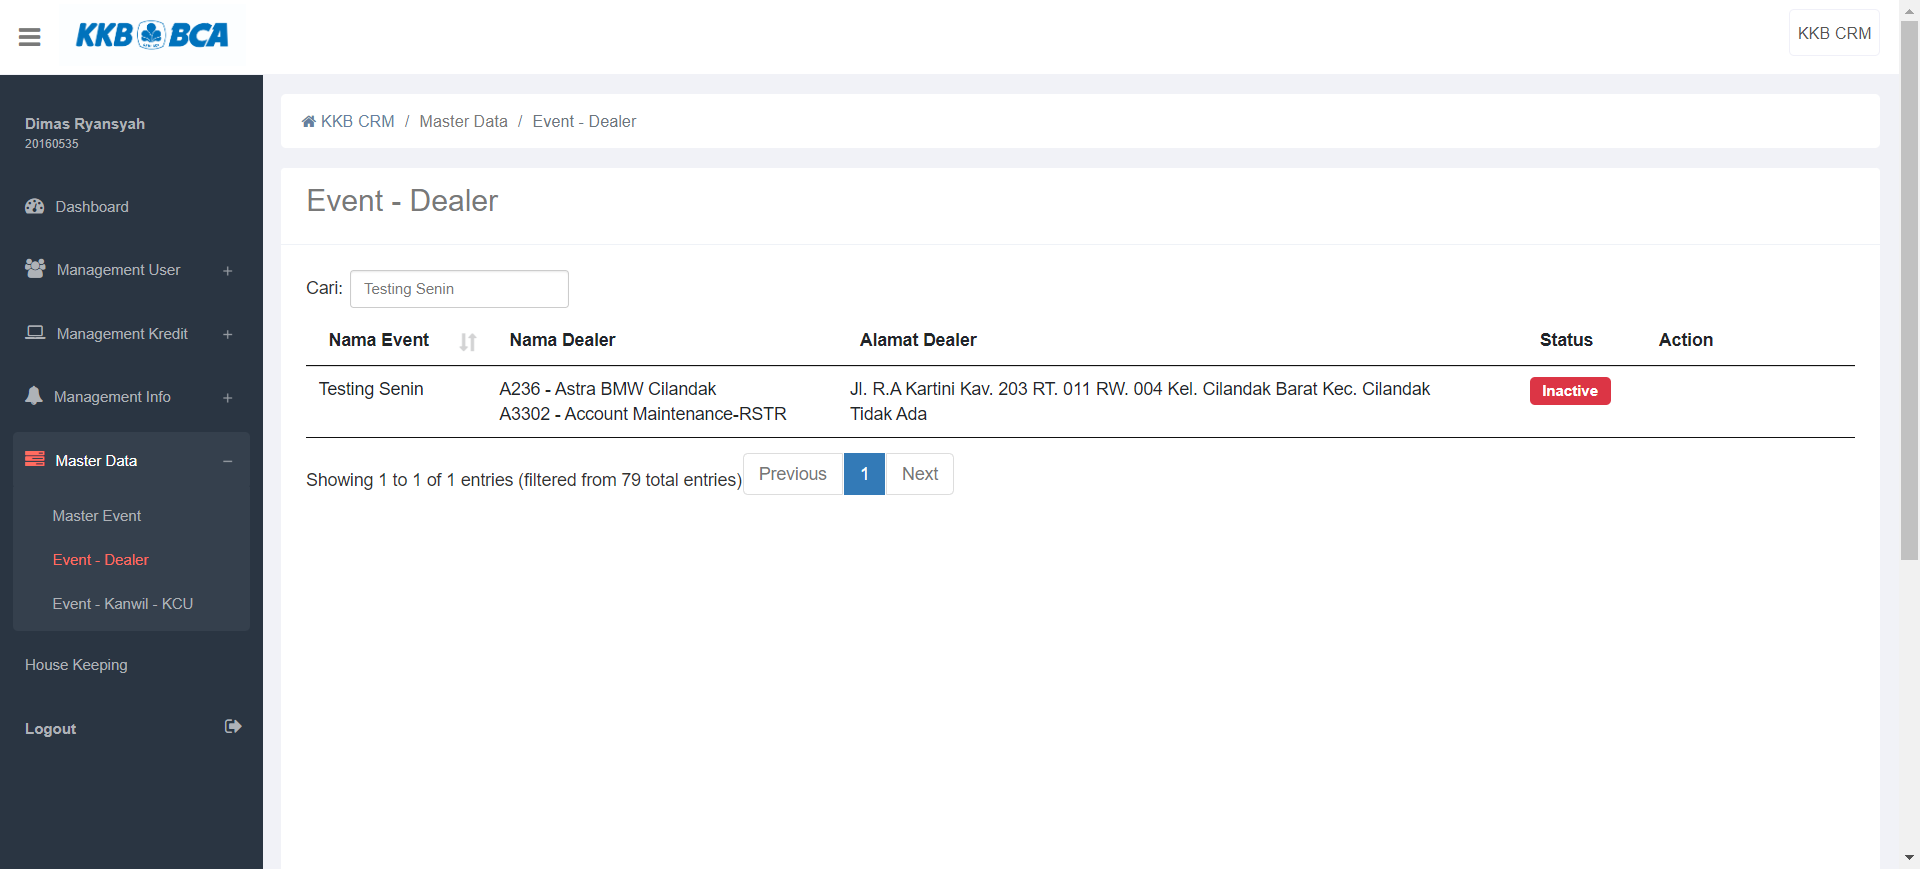 KKB BCA
KKB CRM
Dimas Ryansyah
20160535
Dashboard
Management User +
Management Kredit +
Management Info +
Master Data −
Master Event
Event - Dealer
Event - Kanwil - KCU
House Keeping
Logout
KKB CRM / Master Data / Event - Dealer
Event - Dealer
Cari: Testing Senin
Nama Event Nama Dealer Alamat Dealer Status Action
Testing Senin A236 - Astra BMW Cilandak Jl. R.A Kartini Kav. 203 RT. 011 RW. 004 Kel. Cilandak Barat Kec. Cilandak Inactive
A3302 - Account Maintenance-RSTR Tidak Ada
Showing 1 to 1 of 1 entries (filtered from 79 total entries) Previous 1 Next